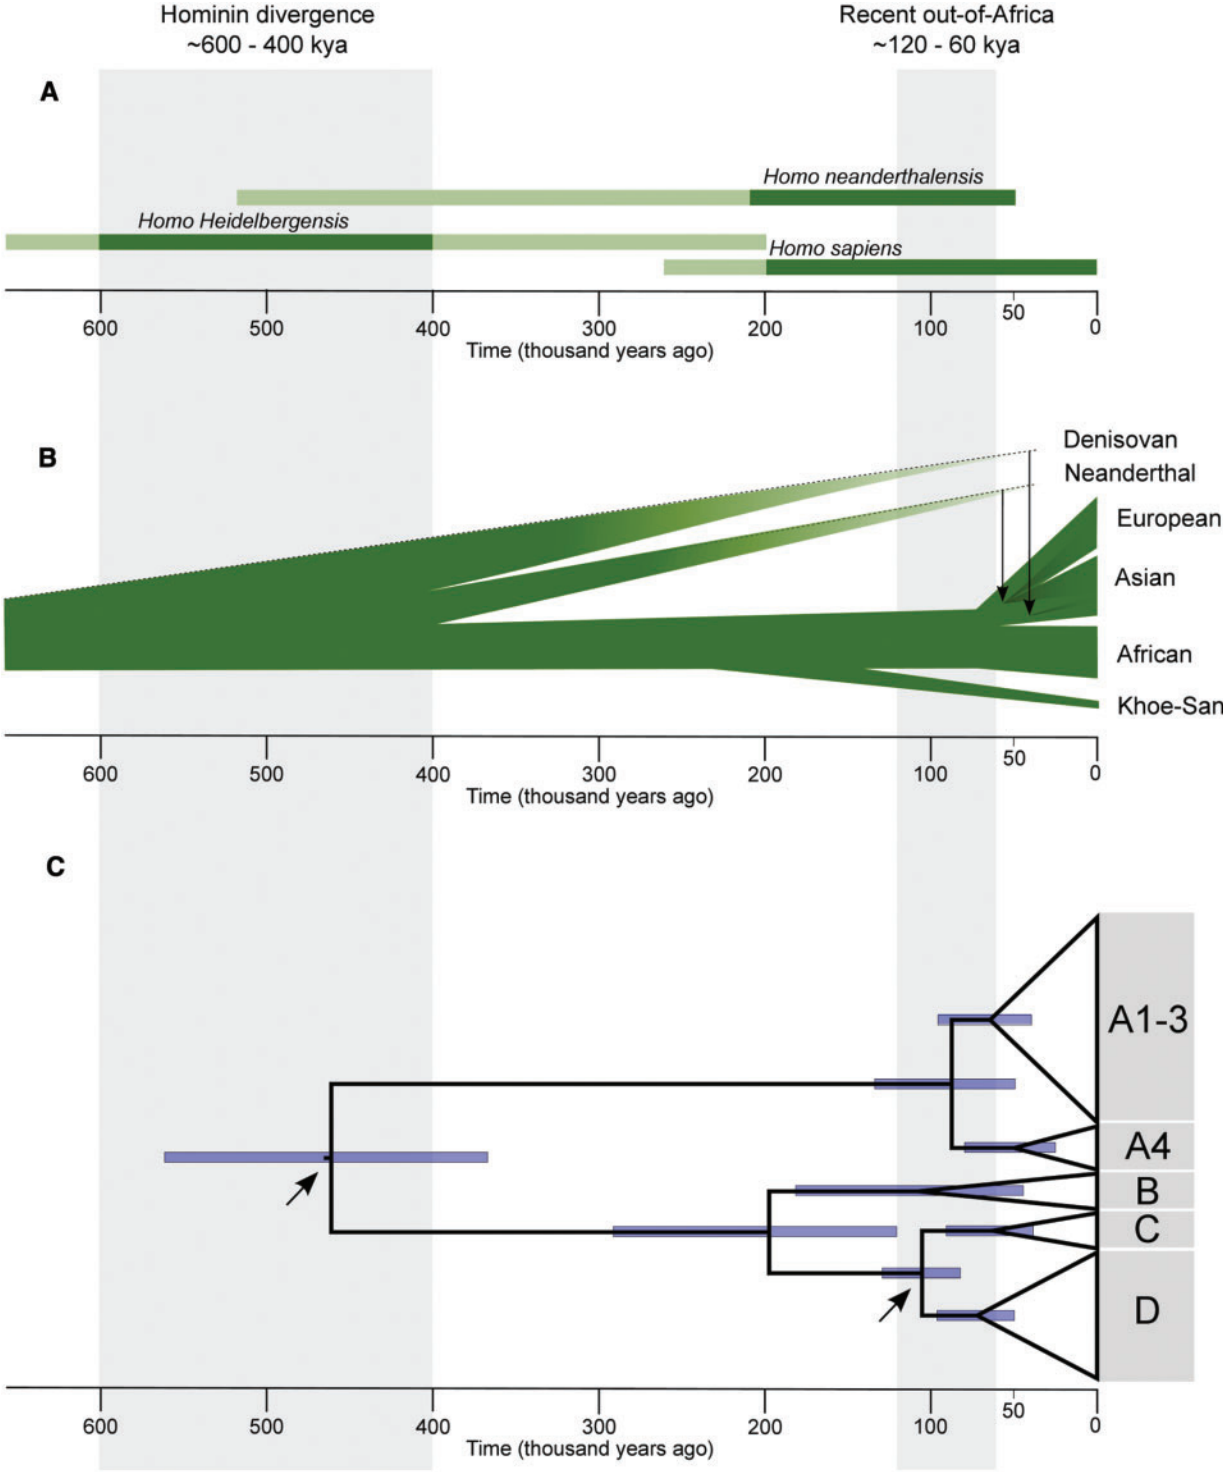 Hominin divergence
~600 - 400 kya
Recent out-of-Africa
~120 - 60 kya
A
Homo neanderthalensis
Homo Heidelbergensis
Homo sapiens
600
500
400
300
200
100
50
0
Time (thousand years ago)
B
Denisovan
Neanderthal
European
Asian
African
Khoe-San
600
500
400
300
200
100
50
0
Time (thousand years ago)
C
A1-3
A4
B
C
D
600
500
400
300
200
100
50
0
Time (thousand years ago)